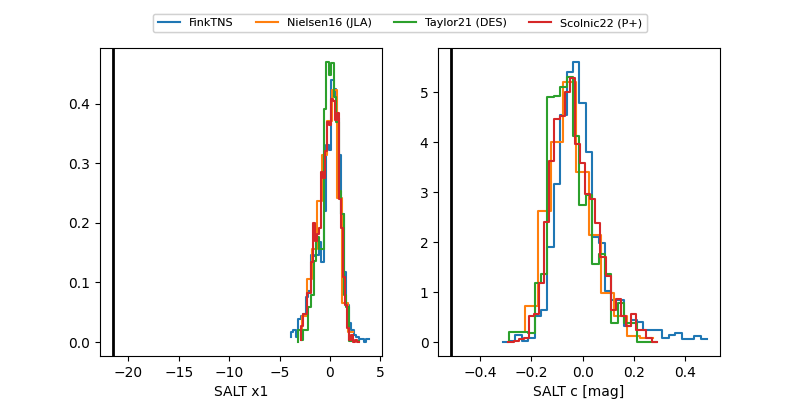 FinkTNS Nielsen16 (JLA) Taylor21 (DES) Scolnic22 (P+)
0.4
0.3
0.2
0.1
0.0
−20 −15 −10 −5 0 5
SALT x1
5
4
3
2
1
0
−0.4 −0.2 0.0 0.2 0.4
SALT c [mag]